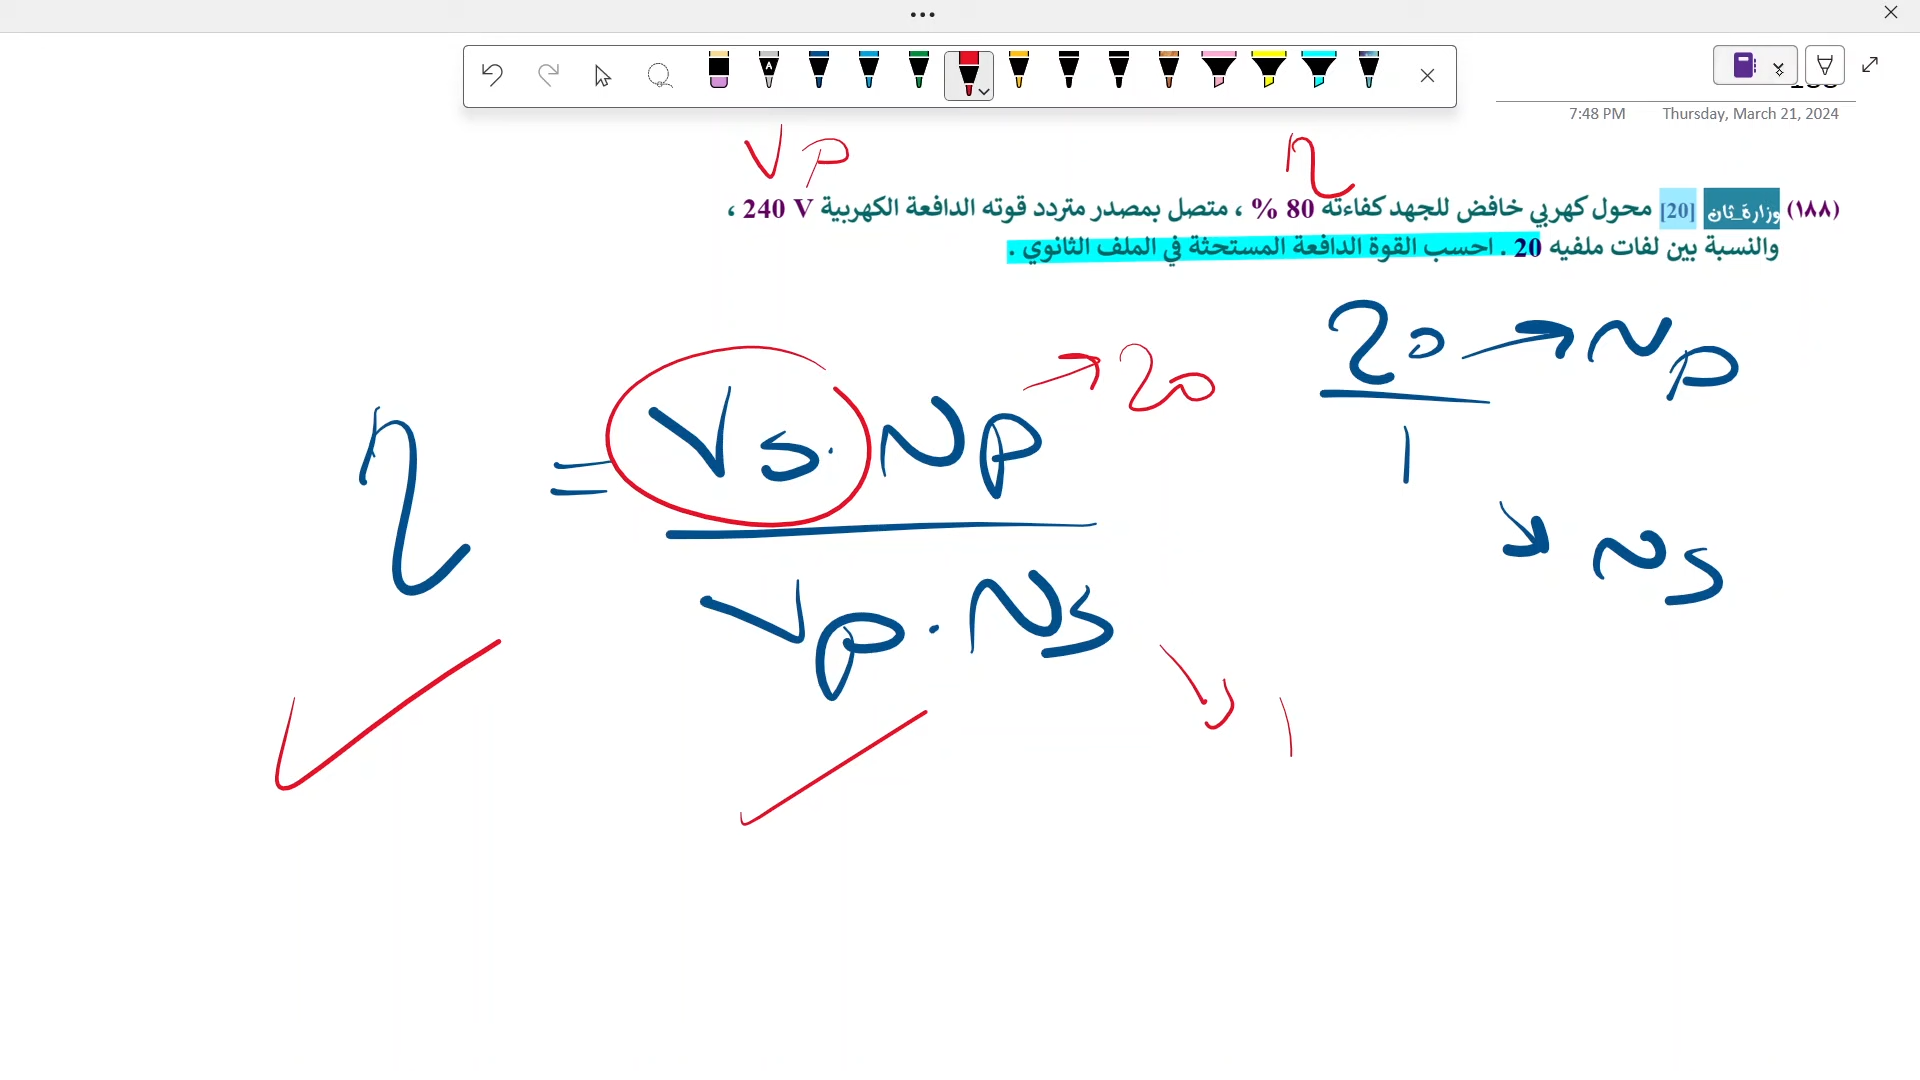 7:48 PM Thursday, March 21, 2024
Vp η
(١٨٨) وزارة_ثان [20] محول كهربي خافض للجهد كفاءته 80 % ، متصل بمصدر متردد قوته الدافعة الكهربية 240 V ،
والنسبة بين لفات ملفيه 20 . احسب القوة الدافعة المستحثة في الملف الثانوي .
20 → Np
1
→ Ns
η = Vs . Np → 20
Vp . Ns → 1